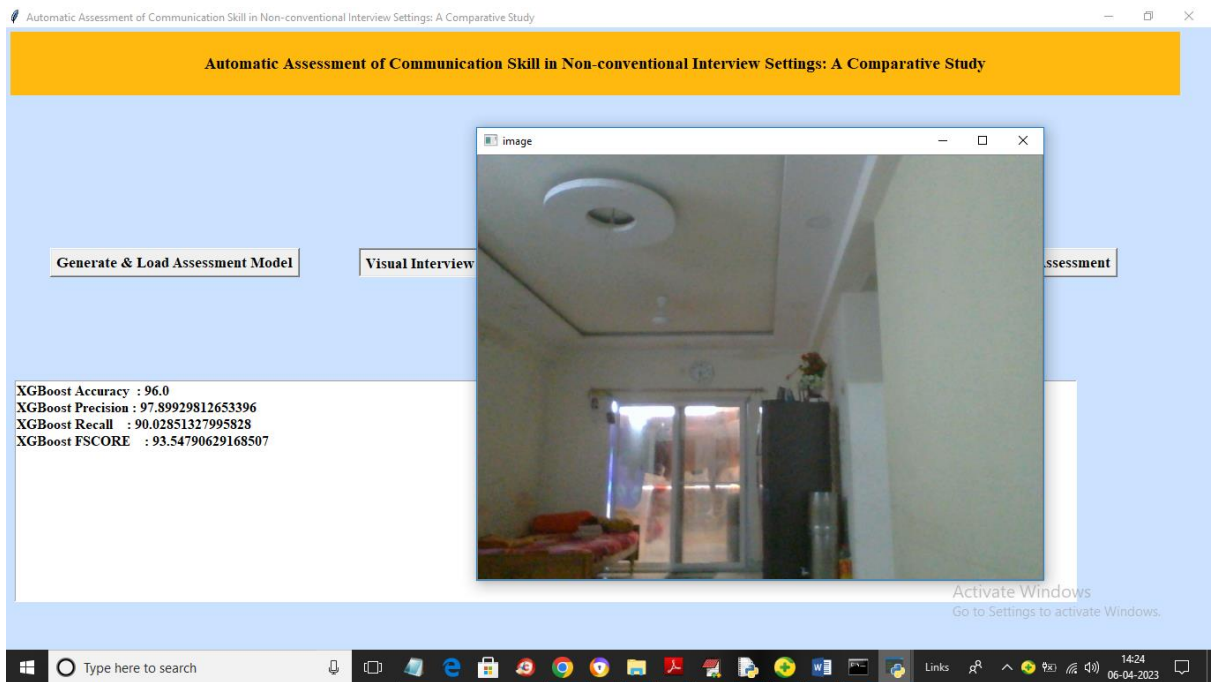 Automatic Assessment of Communication Skill in Non-conventional Interview Settings: A Comparative Study
Automatic Assessment of Communication Skill in Non-conventional Interview Settings: A Comparative Study
image
Generate & Load Assessment Model
Visual Interview
ssessment
XGBoost Accuracy : 96.0
XGBoost Precision : 97.89929812653396
XGBoost Recall : 90.02851327995828
XGBoost FSCORE : 93.54790629168507
Activate Windows
Go to Settings to activate Windows.
Type here to search
Links
14:24
06-04-2023